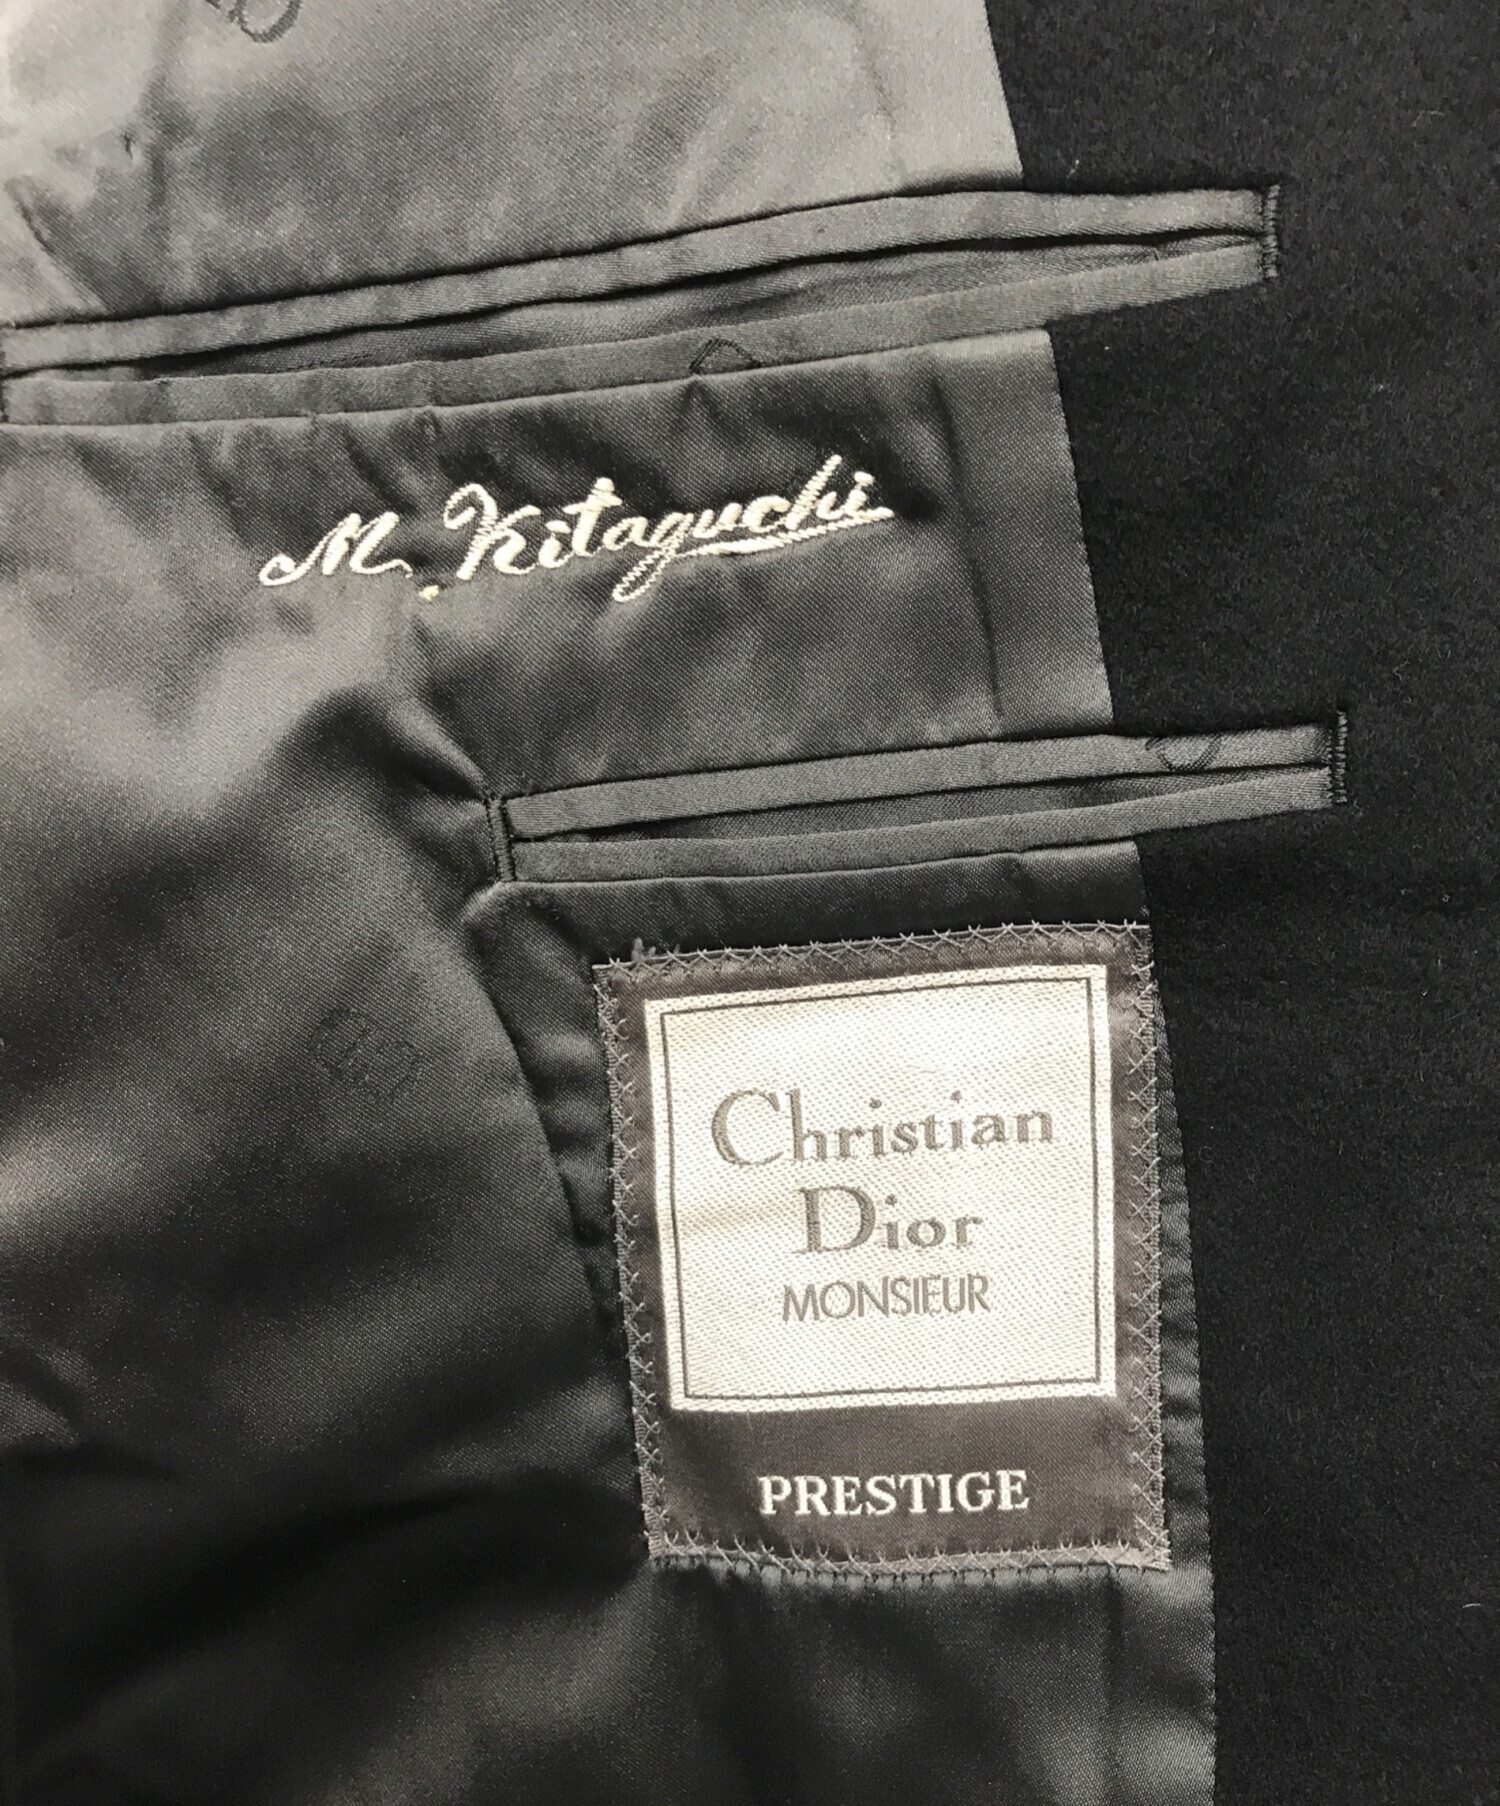 M. Kitaguchi
Christian
Dior
MONSIEUR
PRESTIGE